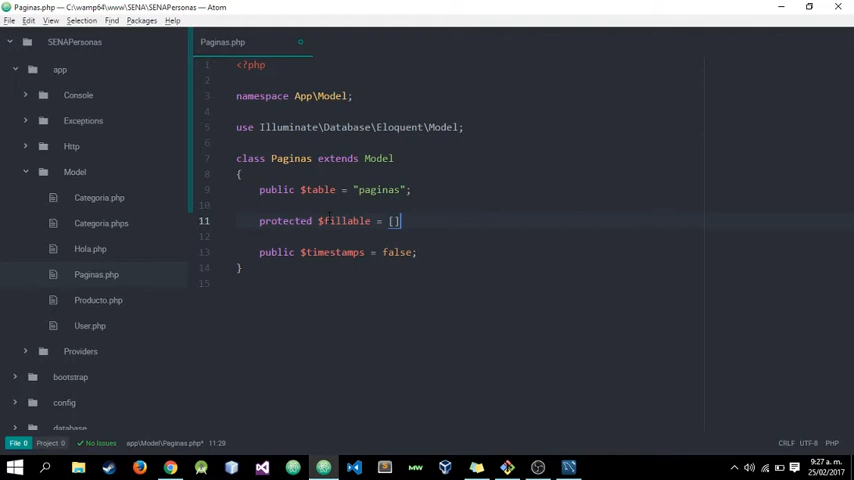 Paginas.php — C:\wamp64\www\SENA\SENAPersonas — Atom
File Edit View Selection Find Packages Help
SENAPersonas
app
Console
Exceptions
Http
Model
Categoria.php
Categoria.phps
Hola.php
Paginas.php
Producto.php
User.php
Providers
bootstrap
config
database
Paginas.php
1 <?php
2
3 namespace App\Model;
4
5 use Illuminate\Database\Eloquent\Model;
6
7 class Paginas extends Model
8 {
9 public $table = "paginas";
10
11 protected $fillable = []
12
13 public $timestamps = false;
14 }
15
File 0 Project 0 No Issues app\Model\Paginas.php* 11:29 CRLF UTF-8 PHP
MW
9:27 a. m.
25/02/2017